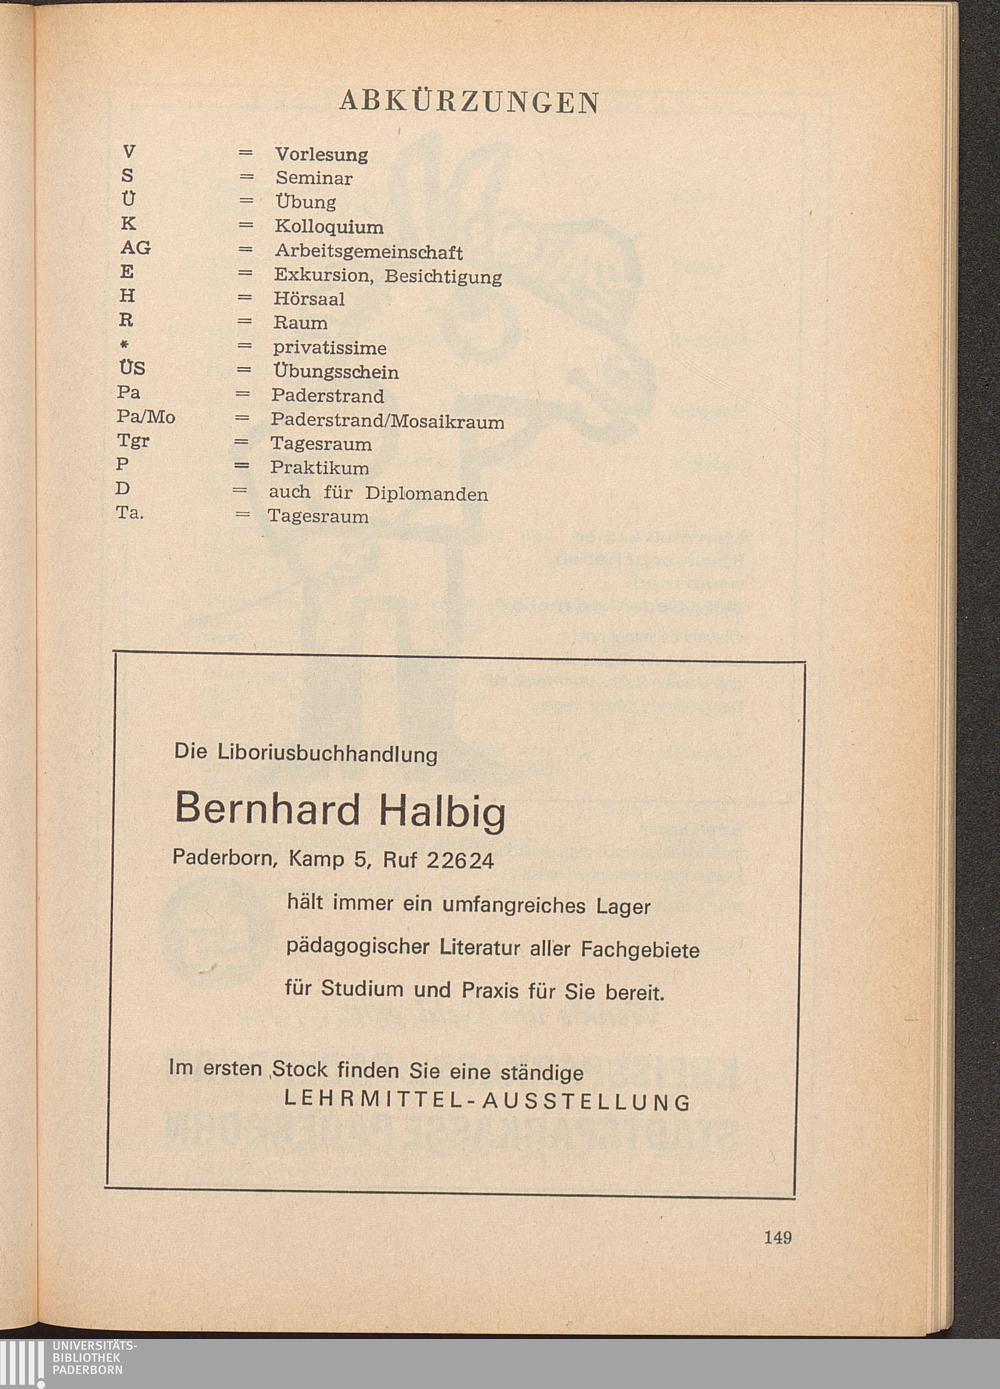 ABKÜRZUNGEN
V = Vorlesung
S = Seminar
Ü = Übung
K = Kolloquium
AG = Arbeitsgemeinschaft
E = Exkursion, Besichtigung
H = Hörsaal
R = Raum
* = privatissime
ÜS = Übungsschein
Pa = Paderstrand
Pa/Mo = Paderstrand/Mosaikraum
Tgr = Tagesraum
P = Praktikum
D = auch für Diplomanden
Ta. = Tagesraum
Die Liboriusbuchhandlung
Bernhard Halbig
Paderborn, Kamp 5, Ruf 22624
hält immer ein umfangreiches Lager
pädagogischer Literatur aller Fachgebiete
für Studium und Praxis für Sie bereit.
Im ersten Stock finden Sie eine ständige
LEHRMITTEL-AUSSTELLUNG
149
UNIVERSITÄTS-
BIBLIOTHEK
PADERBORN